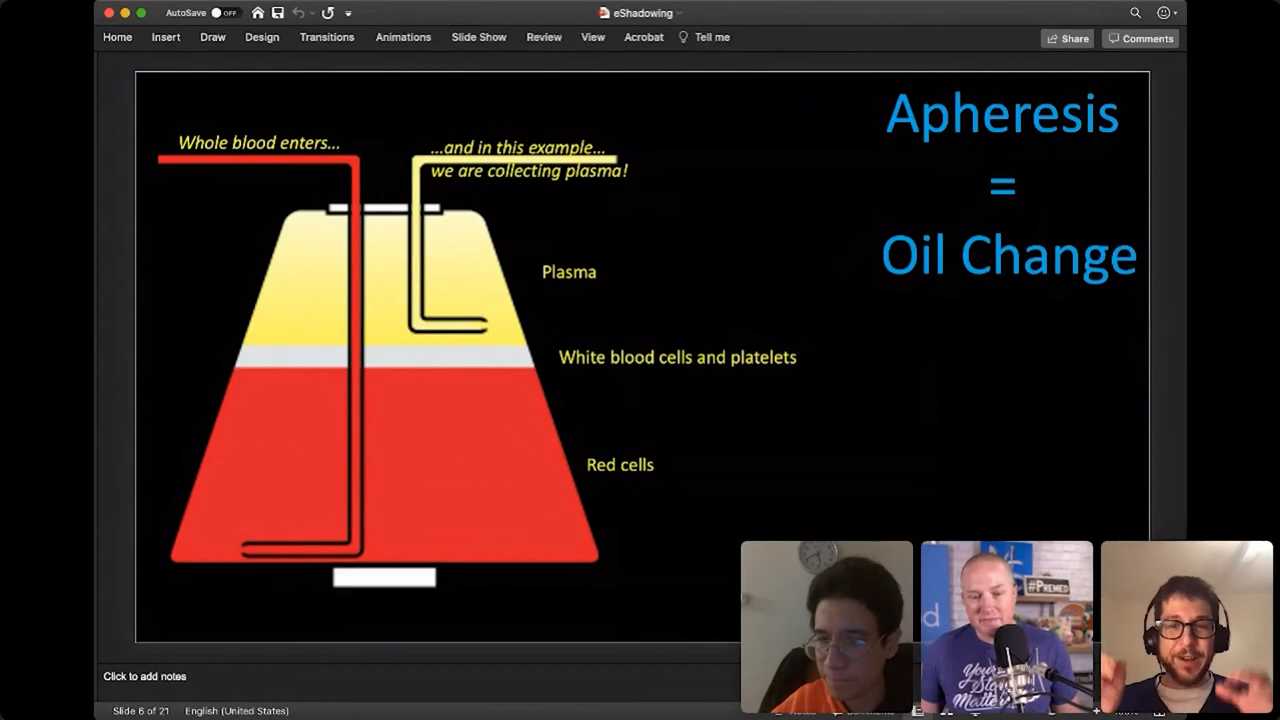 AutoSave OFF
eShadowing
Home Insert Draw Design Transitions Animations Slide Show Review View Acrobat Tell me
Share Comments
Apheresis
=
Oil Change
Whole blood enters...
...and in this example...
we are collecting plasma!
Plasma
White blood cells and platelets
Red cells
#PREMED
Click to add notes
Slide 6 of 21 English (United States)